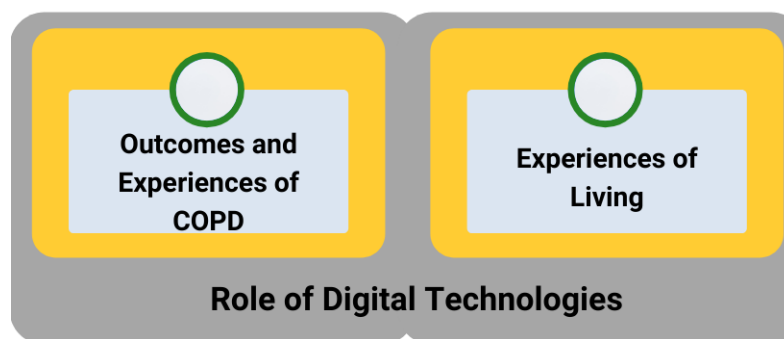 Outcomes and
Experiences of
COPD
Experiences of
Living
Role of Digital Technologies